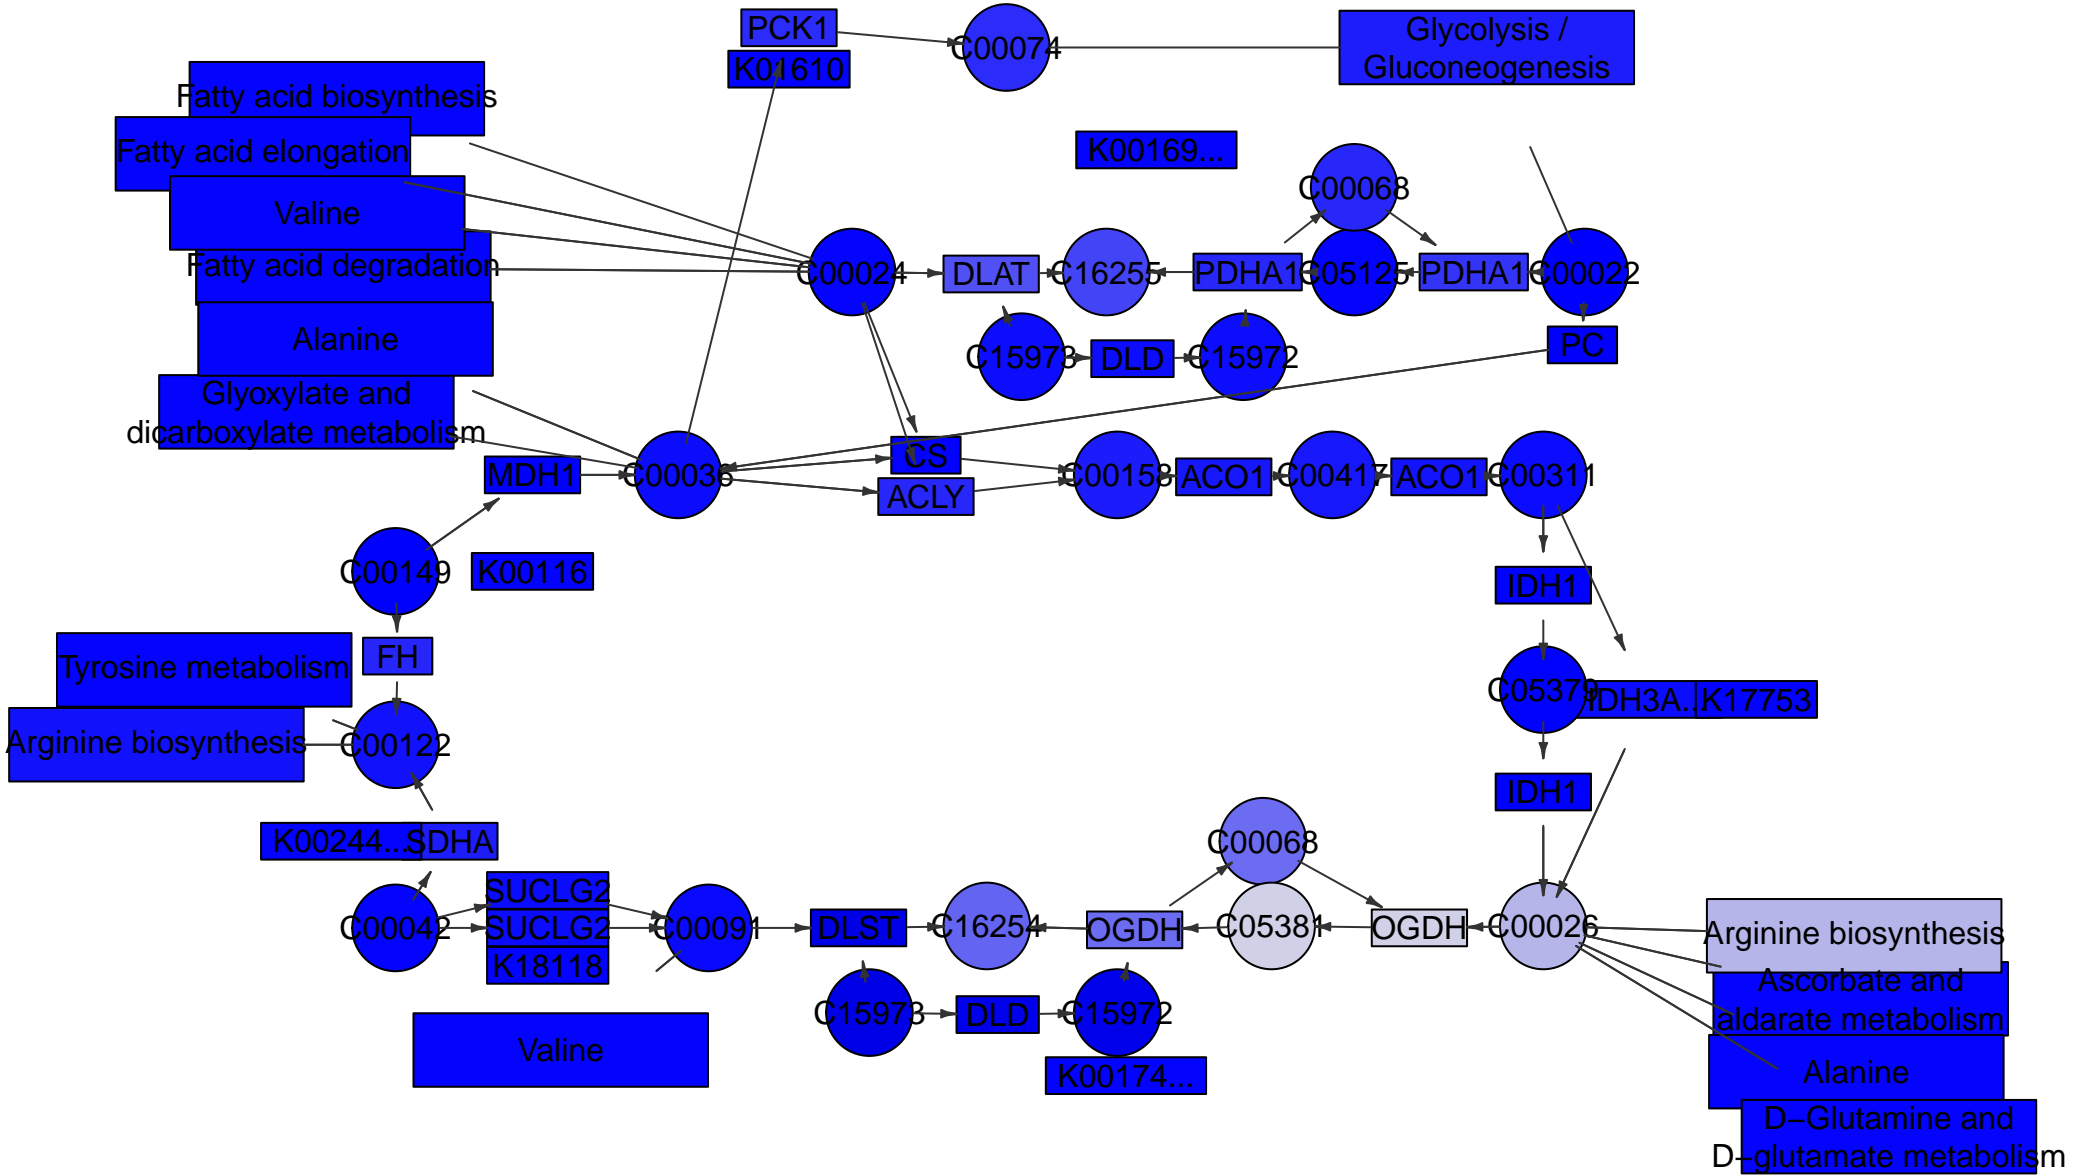 PCK1
C00074
Glycolysis /
Gluconeogenesis
K01610
Fatty acid biosynthesis
Fatty acid elongation
K00169...
C00068
Valine
Fatty acid degradation
C00024
DLAT
C16255
PDHA1
C05125
PDHA1
C00022
Alanine
C15973
DLD
C15972
PC
Glyoxylate and
dicarboxylate metabolism
MDH1
C00036
CS
ACLY
C00158
ACO1
C00417
ACO1
C00311
C00149
K00116
IDH1
FH
Tyrosine metabolism
C05379
IDH3A...
K17753
Arginine biosynthesis
C00122
IDH1
K00244...
SDHA
C00068
SUCLG2
C00042
SUCLG2
C00091
DLST
C16254
OGDH
C05381
OGDH
C00026
Arginine biosynthesis
K18118
Ascorbate and
aldarate metabolism
C15973
DLD
C15972
Valine
K00174...
Alanine
D−Glutamine and
D−glutamate metabolism